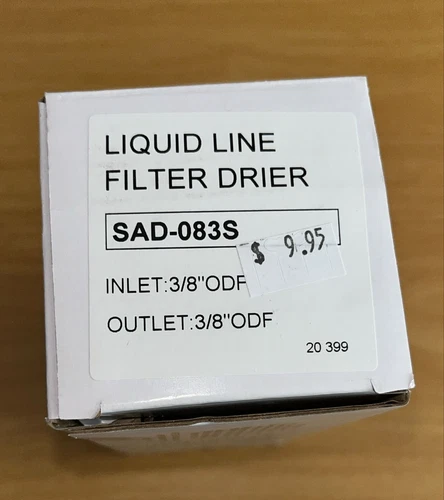 LIQUID LINE
FILTER DRIER
SAD-083S
$ 9.95
INLET:3/8"ODF
OUTLET:3/8"ODF
20 399